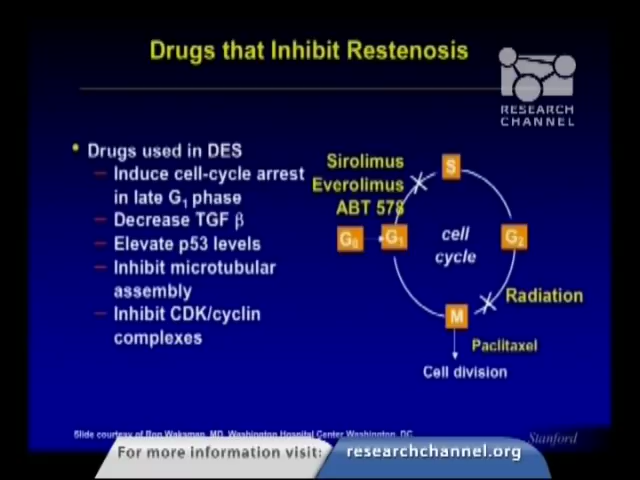 Drugs that Inhibit Restenosis
RESEARCH
CHANNEL
• Drugs used in DES
– Induce cell-cycle arrest
in late G1 phase
– Decrease TGF β
– Elevate p53 levels
– Inhibit microtubular
assembly
– Inhibit CDK/cyclin
complexes
Sirolimus
Everolimus
ABT 578
S
G0
G1
cell
cycle
G2
Radiation
M
Paclitaxel
Cell division
Slide courtesy of Ron Waksman, MD, Washington Hospital Center Washington, DC
Stanford
For more information visit:
researchchannel.org